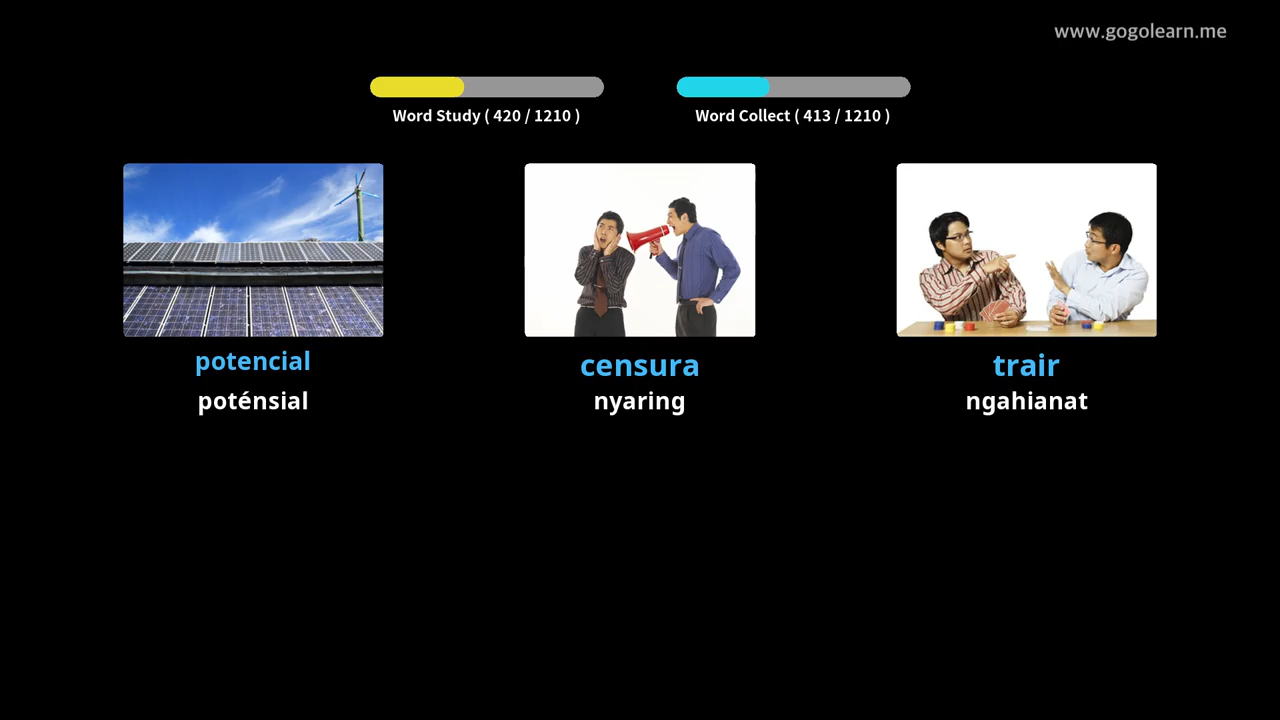 www.gogolearn.me
Word Study ( 420 / 1210 )
Word Collect ( 413 / 1210 )
potencial
poténsial
censura
nyaring
trair
ngahianat